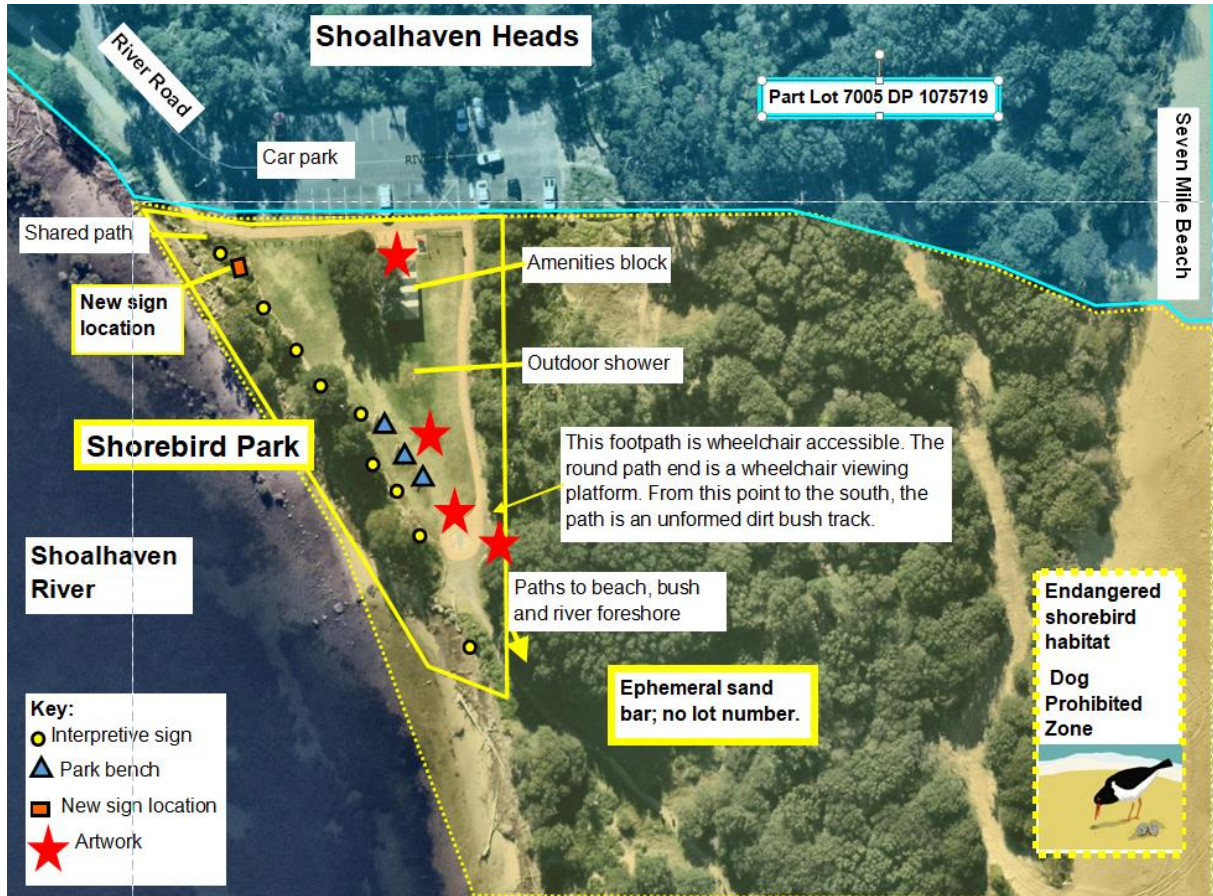 Shoalhaven Heads
River Road
Part Lot 7005 DP 1075719
Seven Mile Beach
Car park
Shared path
Amenities block
New sign
location
Outdoor shower
Shorebird Park
This footpath is wheelchair accessible. The
round path end is a wheelchair viewing
platform. From this point to the south, the
path is an unformed dirt bush track.
Shoalhaven
River
Paths to beach, bush
and river foreshore
Endangered
shorebird
habitat
Dog
Prohibited
Zone
Ephemeral sand
bar; no lot number.
Key:
Interpretive sign
Park bench
New sign location
Artwork